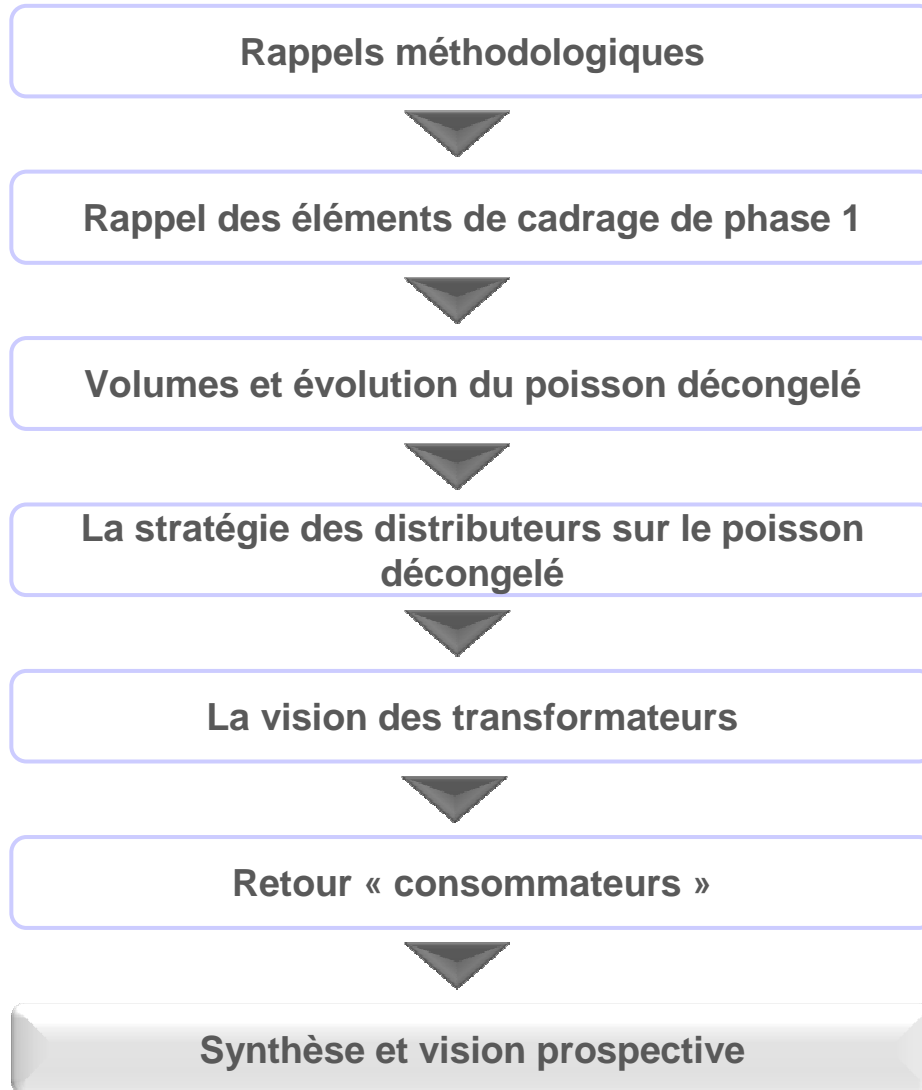 Rappels méthodologiques
Rappel des éléments de cadrage de phase 1
Volumes et évolution du poisson décongelé
La stratégie des distributeurs sur le poisson
décongelé
La vision des transformateurs
Retour « consommateurs »
Synthèse et vision prospective